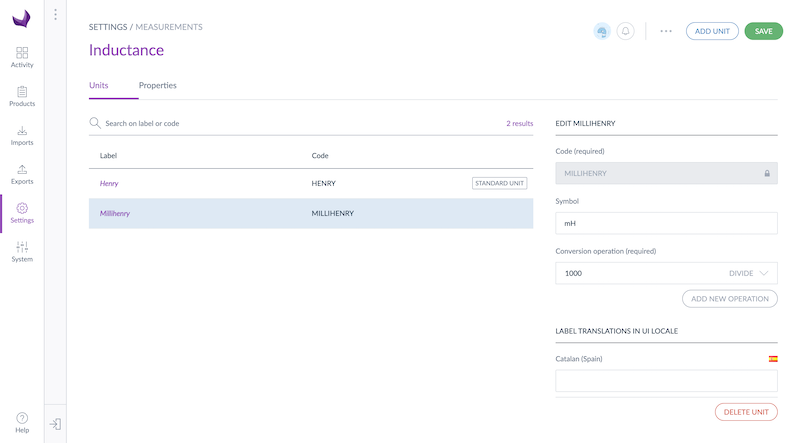 SETTINGS / MEASUREMENTS
ADD UNIT
SAVE
Inductance
Activity
Products
Imports
Exports
Settings
System
Help
Units
Properties
Search on label or code
2 results
Label
Code
Henry
HENRY
STANDARD UNIT
Millihenry
MILLIHENRY
EDIT MILLIHENRY
Code (required)
MILLIHENRY
Symbol
mH
Conversion operation (required)
1000
DIVIDE
ADD NEW OPERATION
LABEL TRANSLATIONS IN UI LOCALE
Catalan (Spain)
DELETE UNIT